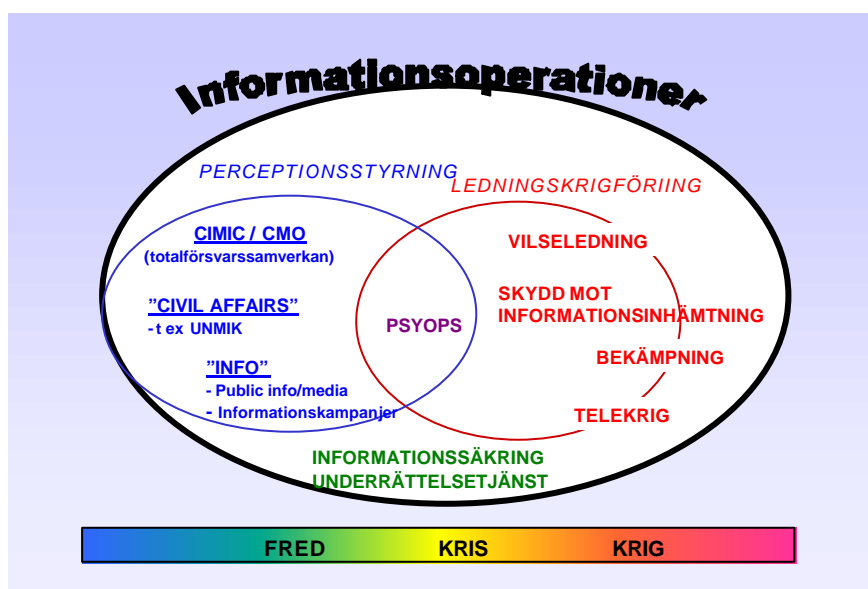 Informationsoperationer
PERCEPTIONSSTYRNING
LEDNINGSKRIGFÖRIING
CIMIC / CMO
(totalförsvarssamverkan)
"CIVIL AFFAIRS"
- t ex UNMIK
"INFO"
- Public info/media
- Informationskampanjer
PSYOPS
VILSELEDNING
SKYDD MOT
INFORMATIONSINHÄMTNING
BEKÄMPNING
TELEKRIG
INFORMATIONSSÄKRING
UNDERRÄTTELSETJÄNST
FRED KRIS KRIG